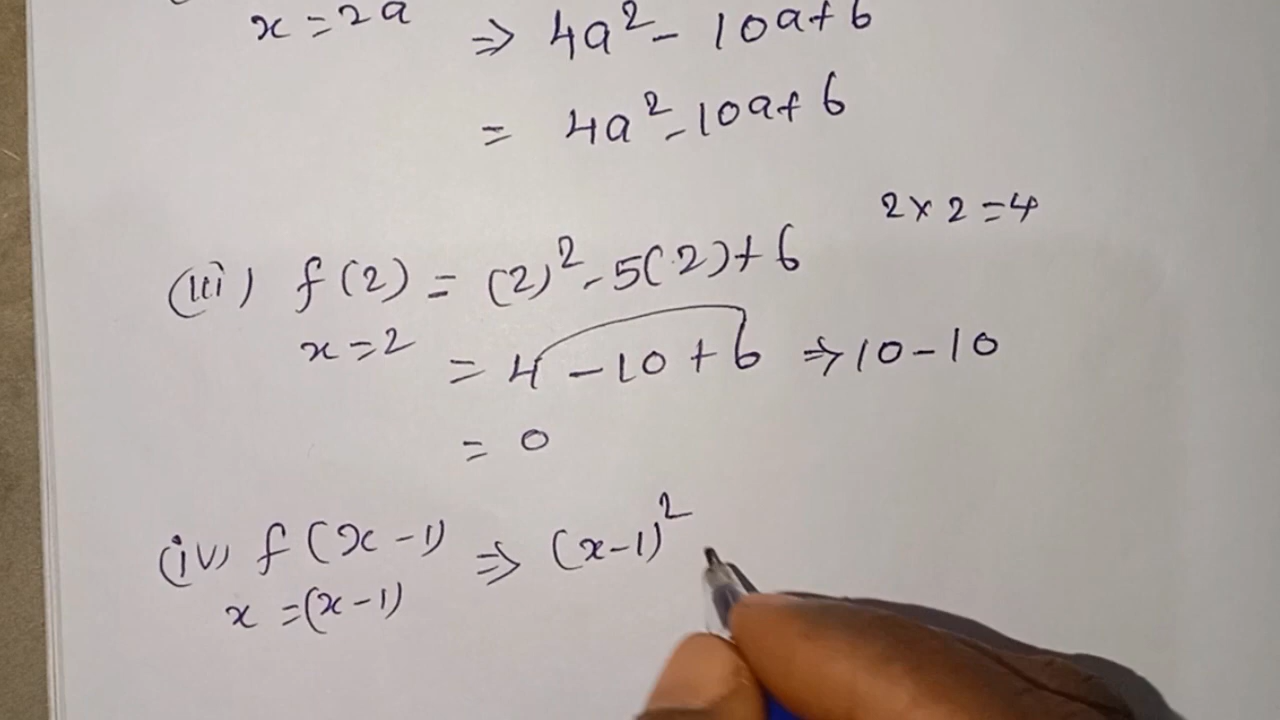 x = 2a ⇒ 4a² - 10a + 6
= 4a² - 10a + 6
2 × 2 = 4
(iii) f(2) = (2)² - 5(2) + 6
x = 2 = 4 - 10 + 6 ⇒ 10 - 10
= 0
(iv) f(x - 1) ⇒ (x - 1)²
x = (x - 1)